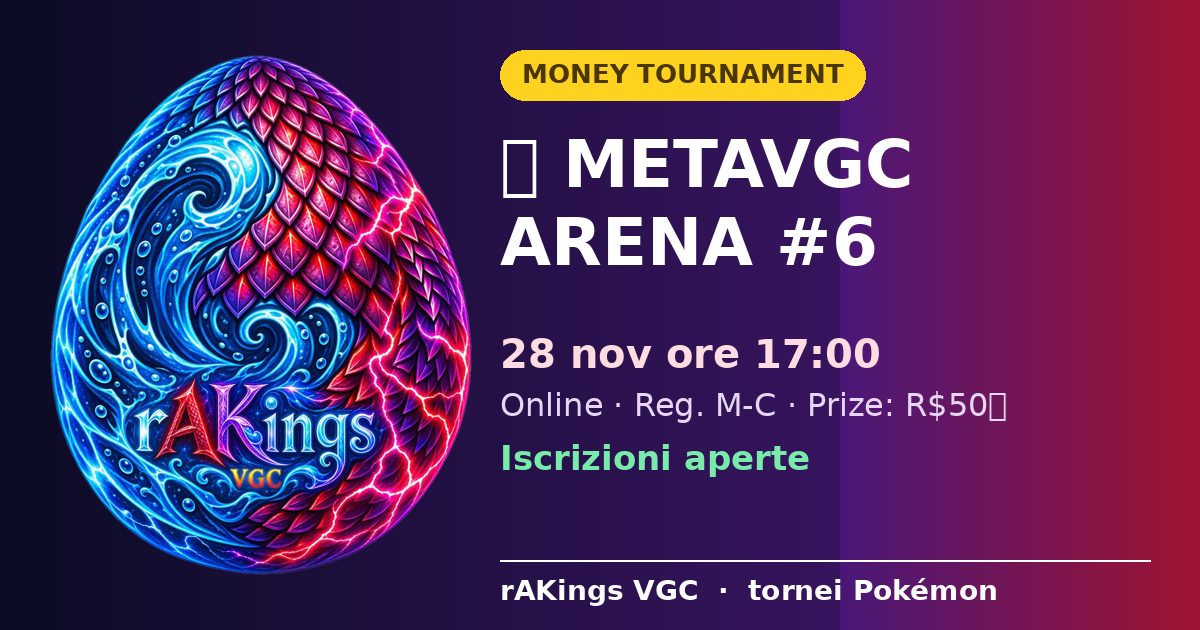 MONEY TOURNAMENT
METAVGC
ARENA #6
28 nov ore 17:00
Online · Reg. M-C · Prize: R$50
Iscrizioni aperte
rAKings
VGC
rAKings VGC · tornei Pokémon